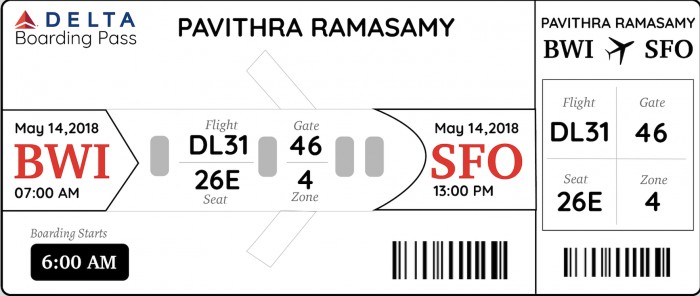 DELTA
Boarding Pass
PAVITHRA RAMASAMY
May 14,2018
BWI
07:00 AM
Flight
DL31
26E
Seat
Gate
46
4
Zone
May 14,2018
SFO
13:00 PM
Boarding Starts
6:00 AM
PAVITHRA RAMASAMY
BWI SFO
Flight
DL31
Gate
46
Seat
26E
Zone
4